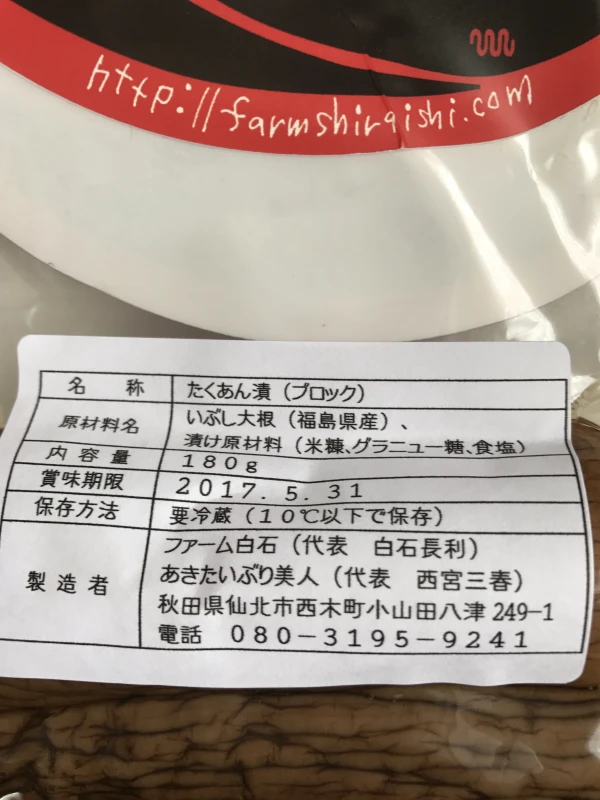 http://farmshiraishi.com
名 称 たくあん漬（ブロック）
原材料名 いぶし大根（福島県産）、
漬け原材料（米糠、グラニュー糖、食塩）
内容量 180g
賞味期限 2017.5.31
保存方法 要冷蔵（10℃以下で保存）
製造者 ファーム白石（代表 白石長利）
あきたいぶり美人（代表 西宮三春）
秋田県仙北市西木町小山田八津249-1
電話 080-3195-9241